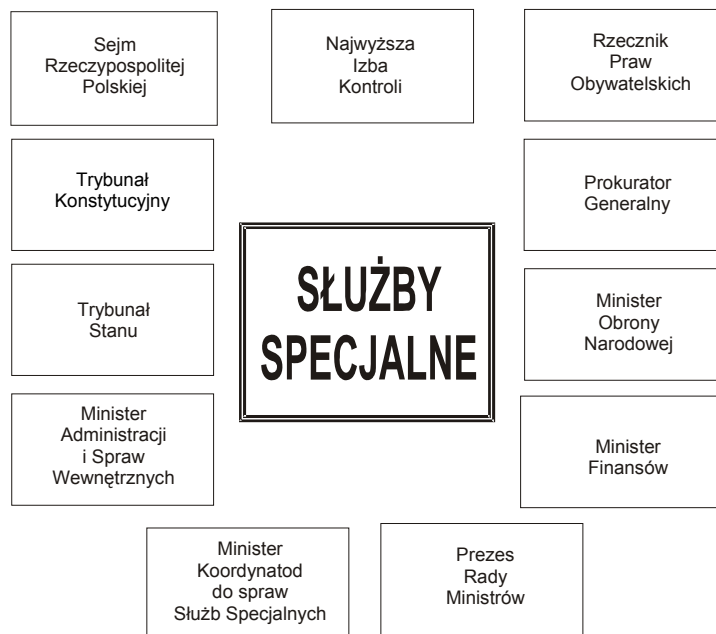 Sejm
Rzeczypospolitej
Polskiej
Najwyższa
Izba
Kontroli
Rzecznik
Praw
Obywatelskich
Trybunał
Konstytucyjny
Prokurator
Generalny
SŁUŻBY
SPECJALNE
Trybunał
Stanu
Minister
Obrony
Narodowej
Minister
Administracji
i Spraw
Wewnętrznych
Minister
Finansów
Minister
Koordynatod
do spraw
Służb Specjalnych
Prezes
Rady
Ministrów